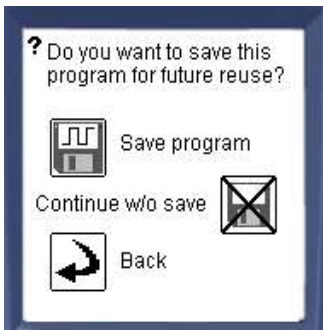 ? Do you want to save this
program for future reuse?
Save program
Continue w/o save
Back